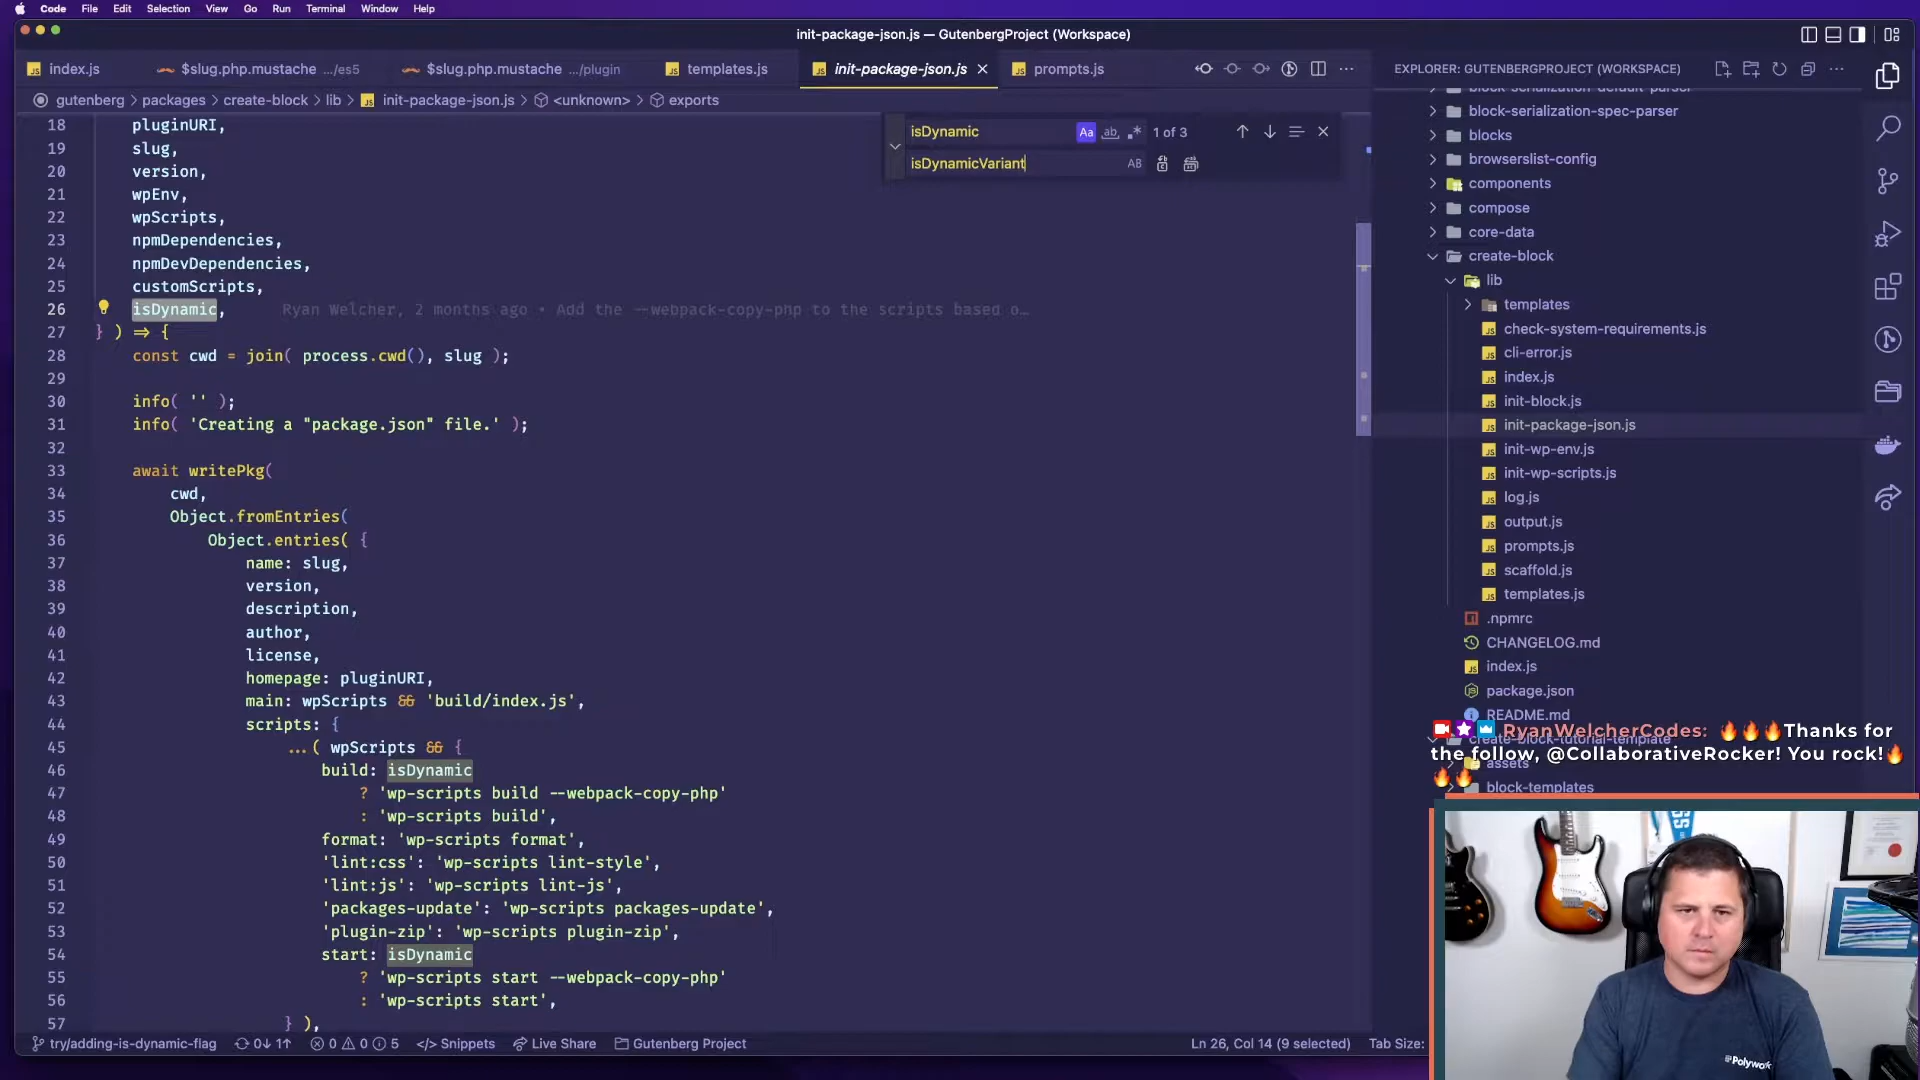 Code File Edit Selection View Go Run Terminal Window Help
init-package-json.js — GutenbergProject (Workspace)
index.js $slug.php.mustache .../es5 $slug.php.mustache .../plugin templates.js init-package-json.js prompts.js
gutenberg > packages > create-block > lib > init-package-json.js > <unknown> > exports
isDynamic Aa ab 1 of 3
isDynamicVariant AB
18 pluginURI,
19 slug,
20 version,
21 wpEnv,
22 wpScripts,
23 npmDependencies,
24 npmDevDependencies,
25 customScripts,
26 isDynamic, Ryan Welcher, 2 months ago • Add the --webpack-copy-php to the scripts based o…
27 } ) => {
28 const cwd = join( process.cwd(), slug );
29
30 info( '' );
31 info( 'Creating a "package.json" file.' );
32
33 await writePkg(
34 cwd,
35 Object.fromEntries(
36 Object.entries( {
37 name: slug,
38 version,
39 description,
40 author,
41 license,
42 homepage: pluginURI,
43 main: wpScripts && 'build/index.js',
44 scripts: {
45 ...( wpScripts && {
46 build: isDynamic
47 ? 'wp-scripts build --webpack-copy-php'
48 : 'wp-scripts build',
49 format: 'wp-scripts format',
50 'lint:css': 'wp-scripts lint-style',
51 'lint:js': 'wp-scripts lint-js',
52 'packages-update': 'wp-scripts packages-update',
53 'plugin-zip': 'wp-scripts plugin-zip',
54 start: isDynamic
55 ? 'wp-scripts start --webpack-copy-php'
56 : 'wp-scripts start',
57 } ),
try/adding-is-dynamic-flag 0↓ 1↑ 0 0 5 </> Snippets Live Share Gutenberg Project Ln 26, Col 14 (9 selected) Tab Size:
EXPLORER: GUTENBERGPROJECT (WORKSPACE)
block-serialization-default-parser
block-serialization-spec-parser
blocks
browserslist-config
components
compose
core-data
create-block
lib
templates
check-system-requirements.js
cli-error.js
index.js
init-block.js
init-package-json.js
init-wp-env.js
init-wp-scripts.js
log.js
output.js
prompts.js
scaffold.js
templates.js
.npmrc
CHANGELOG.md
index.js
package.json
README.md
create-block-tutorial-template
assets
block-templates
RyanWelcherCodes: 🔥🔥🔥Thanks for
the follow, @CollaborativeRocker! You rock!🔥
🔥🔥